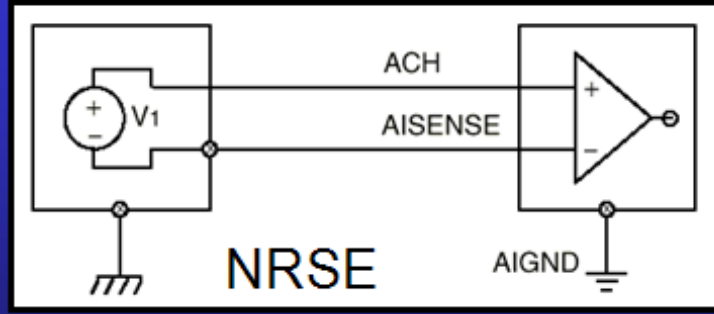 ACH
+
+
V1
−
AISENSE
−
NRSE
AIGND